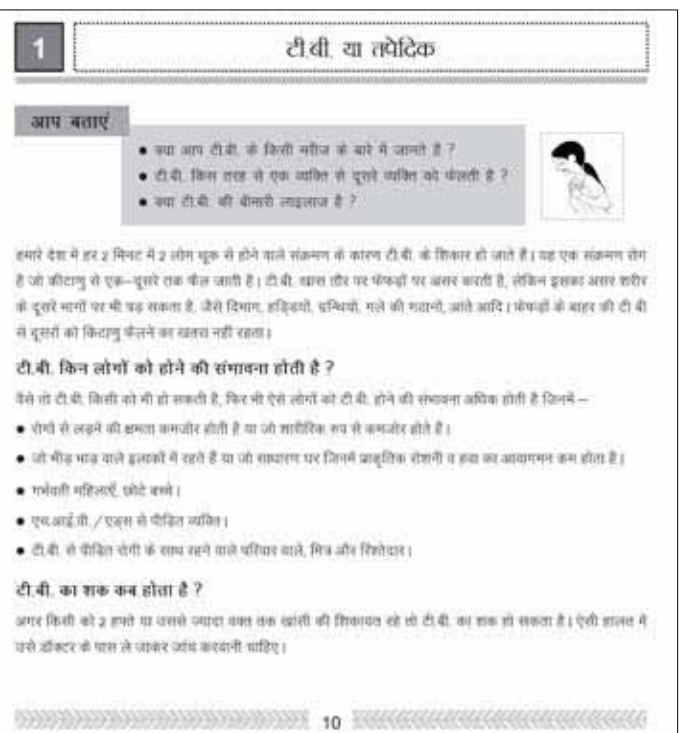 1
टी.बी. या तपेदिक
आप बताएं
● क्या आप टी.बी. के किसी मरीज के बारे में जानते है ?
● टी.बी. किस तरह से एक व्यक्ति से दूसरे व्यक्ति को फैलती है ?
● क्या टी.बी. की बीमारी लाइलाज है ?
हमारे देश में हर 2 मिनट में 2 लोग थूक से होने वाले संक्रमण के कारण टी.बी. के शिकार हो जाते हैं। यह एक संक्रमण रोग
है जो कीटाणु से एक–दूसरे तक फैल जाती है। टी.बी. खास तौर पर फेफड़ों पर असर करती है, लेकिन इसका असर शरीर
के दूसरे भागों पर भी पड़ सकता है, जैसे दिमाग, हड्डियों, ग्रन्थियों, गले की गठानों, आंते आदि। फेफड़ों के बाहर की टी बी
से दूसरों को किटाणु फैलने का खतरा नहीं रहता।
टी.बी. किन लोगों को होने की संभावना होती है ?
वैसे तो टी.बी. किसी को भी हो सकती है, फिर भी ऐसे लोगों को टी.बी. होने की संभावना अधिक होती है जिनमें –
● रोगों से लड़ने की क्षमता कमजोर होती है या जो शारीरिक रूप से कमजोर होते है।
● जो भीड़ भाड़ वाले इलाकों में रहते हैं या जो साधारण घर जिनमें प्राकृतिक रोशनी व हवा का आवागमन कम होता है।
● गर्भवती महिलाएँ, छोटे बच्चे।
● एच.आई.वी. / एड्स से पीड़ित व्यक्ति।
● टी.बी. से पीड़ित रोगी के साथ रहने वाले परिवार वाले, मित्र और रिश्तेदार।
टी.बी. का शक कब होता है ?
अगर किसी को 2 हफ्ते या उससे ज्यादा वक्त तक खांसी की शिकायत रहे तो टी.बी. का शक हो सकता है। ऐसी हालत में
उसे डॉक्टर के पास ले जाकर जांच करवानी चाहिए।
10